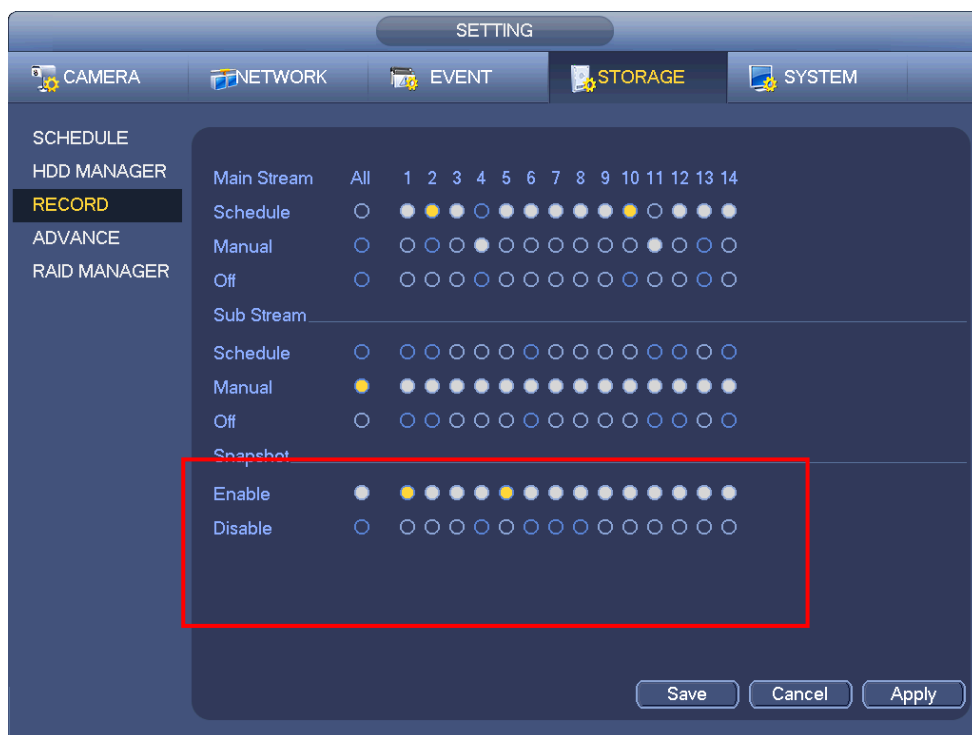 SETTING
CAMERA NETWORK EVENT STORAGE SYSTEM
SCHEDULE
HDD MANAGER
RECORD
ADVANCE
RAID MANAGER
Main Stream All 1 2 3 4 5 6 7 8 9 10 11 12 13 14
Schedule
Manual
Off
Sub Stream
Schedule
Manual
Off
Snapshot
Enable
Disable
Save Cancel Apply